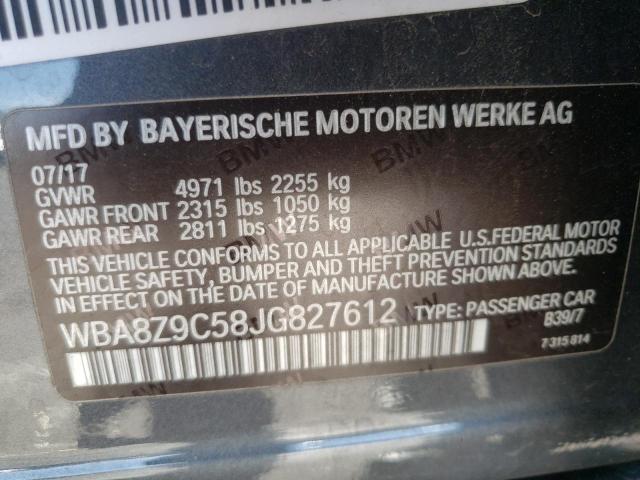 MFD BY BAYERISCHE MOTOREN WERKE AG
07/17
GVWR 4971 lbs 2255 kg
GAWR FRONT 2315 lbs 1050 kg
GAWR REAR 2811 lbs 1275 kg
THIS VEHICLE CONFORMS TO ALL APPLICABLE U.S.FEDERAL MOTOR
VEHICLE SAFETY, BUMPER AND THEFT PREVENTION STANDARDS
IN EFFECT ON THE DATE OF MANUFACTURE SHOWN ABOVE.
WBA8Z9C58JG827612 TYPE: PASSENGER CAR
B39/7
7 315 814